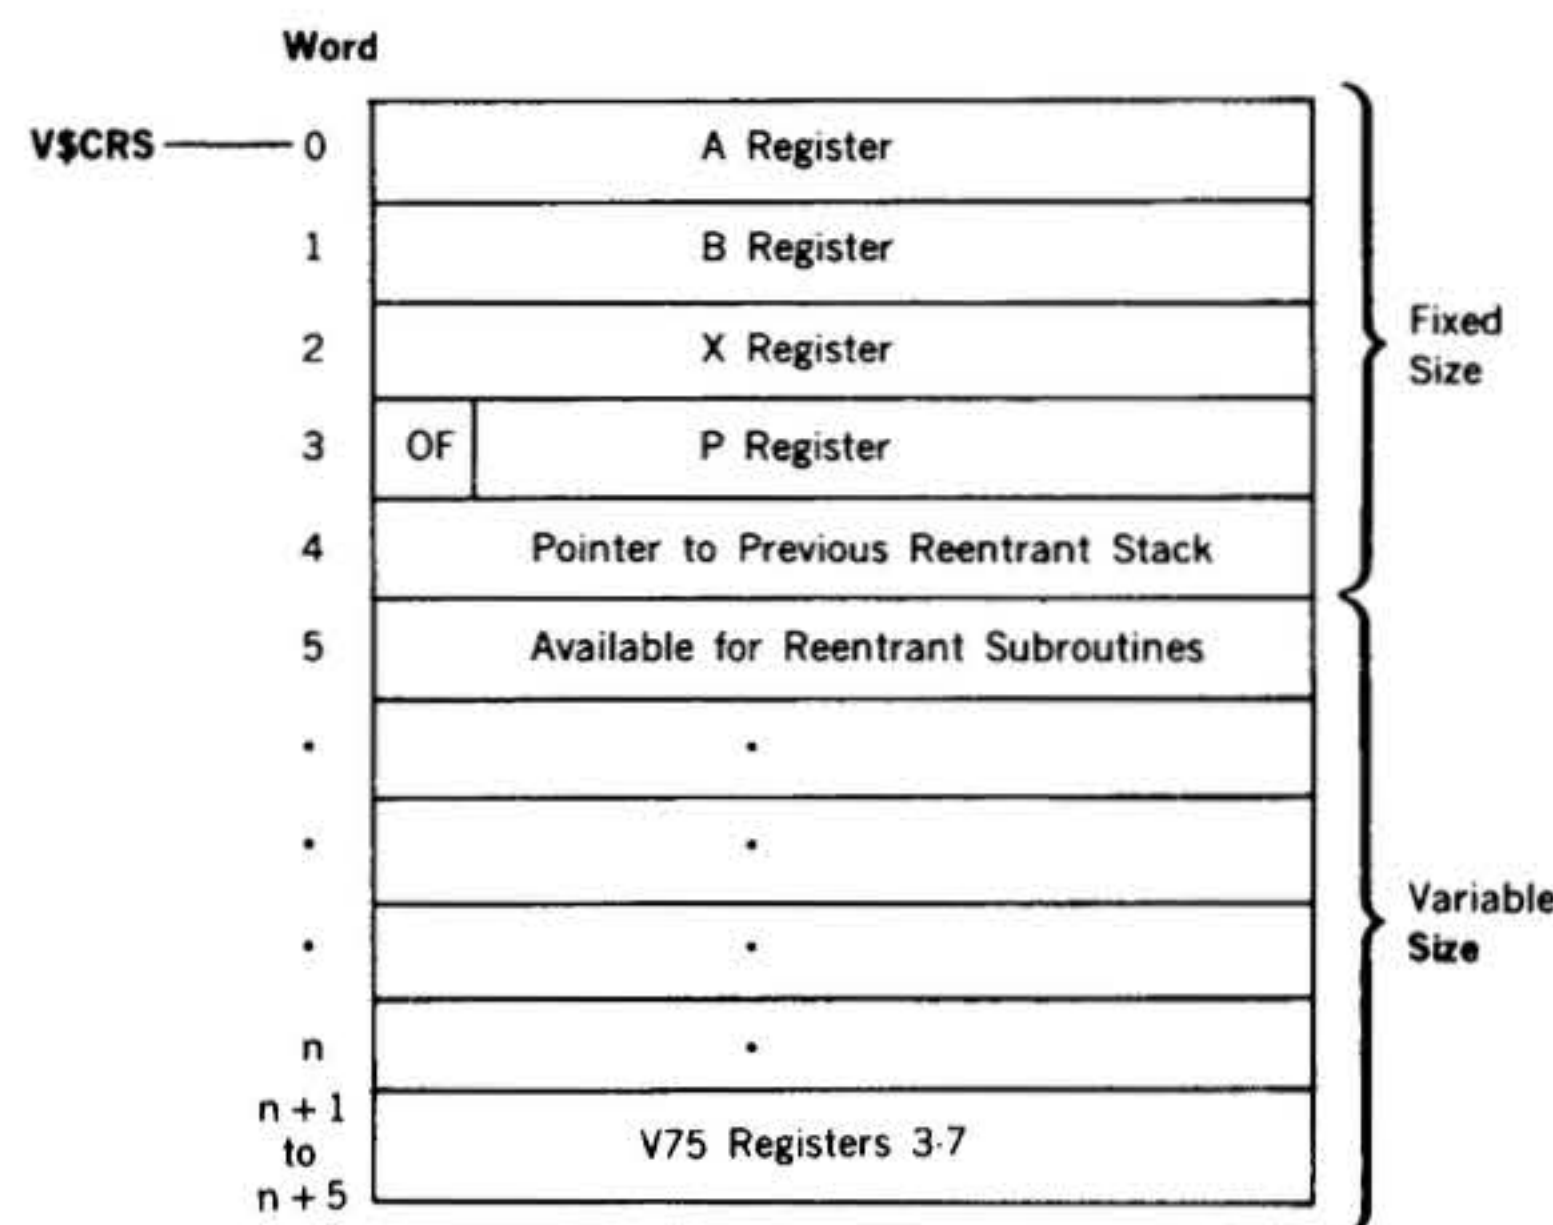 Word
V$CRS 0 A Register
1 B Register
2 X Register
3 OF P Register
4 Pointer to Previous Reentrant Stack
Fixed
Size
5 Available for Reentrant Subroutines
. .
. .
. .
n .
n + 1
to
n + 5
V75 Registers 3-7
Variable
Size